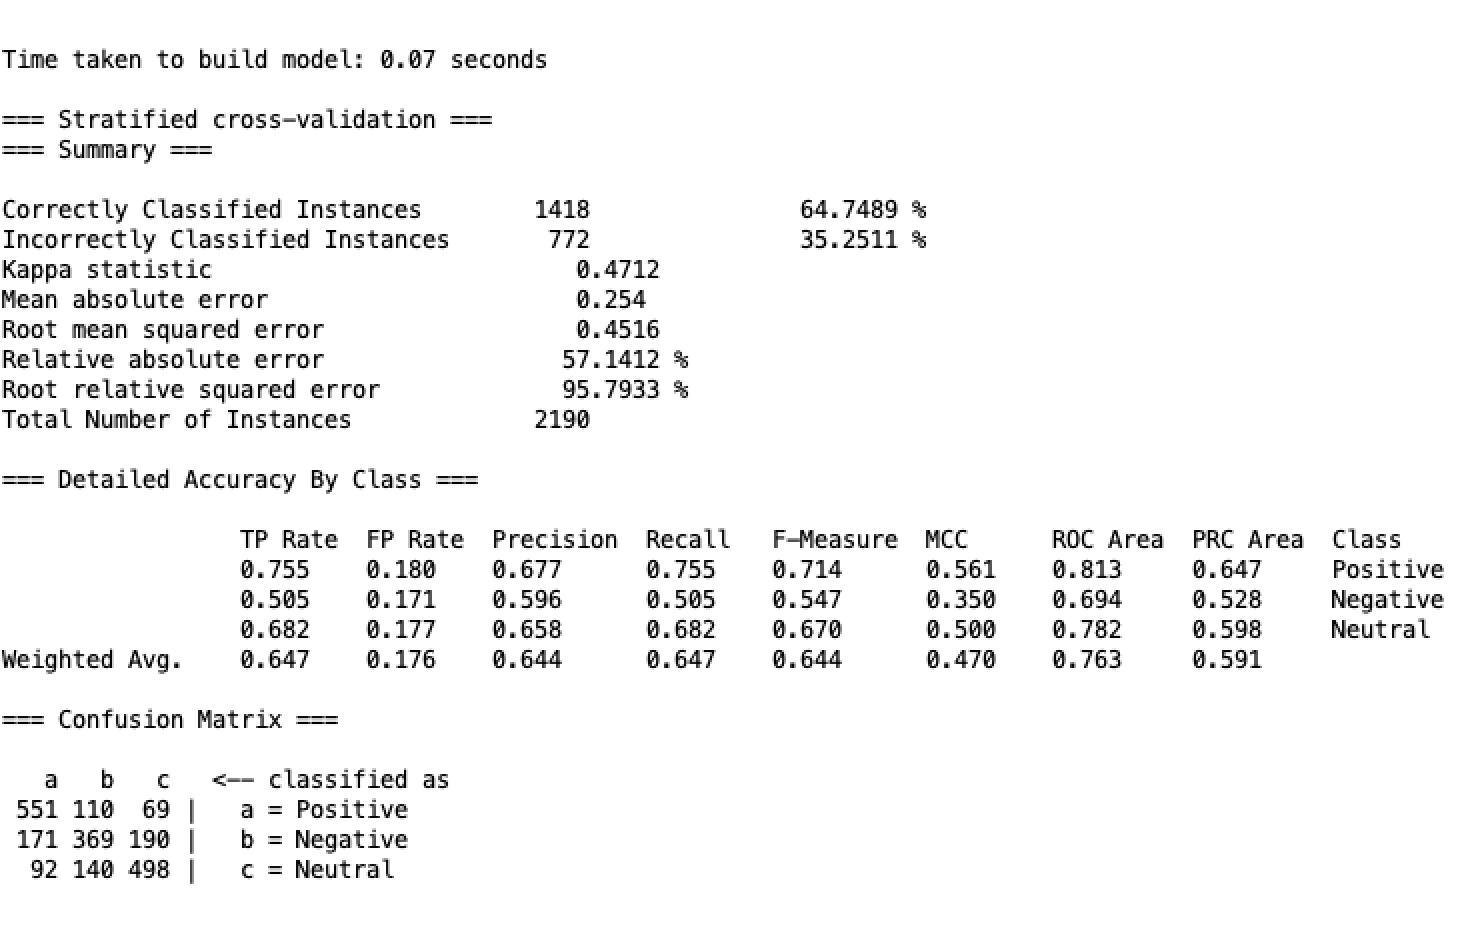 Time taken to build model: 0.07 seconds
=== Stratified cross-validation ===
=== Summary ===
Correctly Classified Instances 1418 64.7489 %
Incorrectly Classified Instances 772 35.2511 %
Kappa statistic 0.4712
Mean absolute error 0.254
Root mean squared error 0.4516
Relative absolute error 57.1412 %
Root relative squared error 95.7933 %
Total Number of Instances 2190
=== Detailed Accuracy By Class ===
TP Rate FP Rate Precision Recall F-Measure MCC ROC Area PRC Area Class
0.755 0.180 0.677 0.755 0.714 0.561 0.813 0.647 Positive
0.505 0.171 0.596 0.505 0.547 0.350 0.694 0.528 Negative
0.682 0.177 0.658 0.682 0.670 0.500 0.782 0.598 Neutral
Weighted Avg. 0.647 0.176 0.644 0.647 0.644 0.470 0.763 0.591
=== Confusion Matrix ===
a b c <-- classified as
551 110 69 | a = Positive
171 369 190 | b = Negative
92 140 498 | c = Neutral